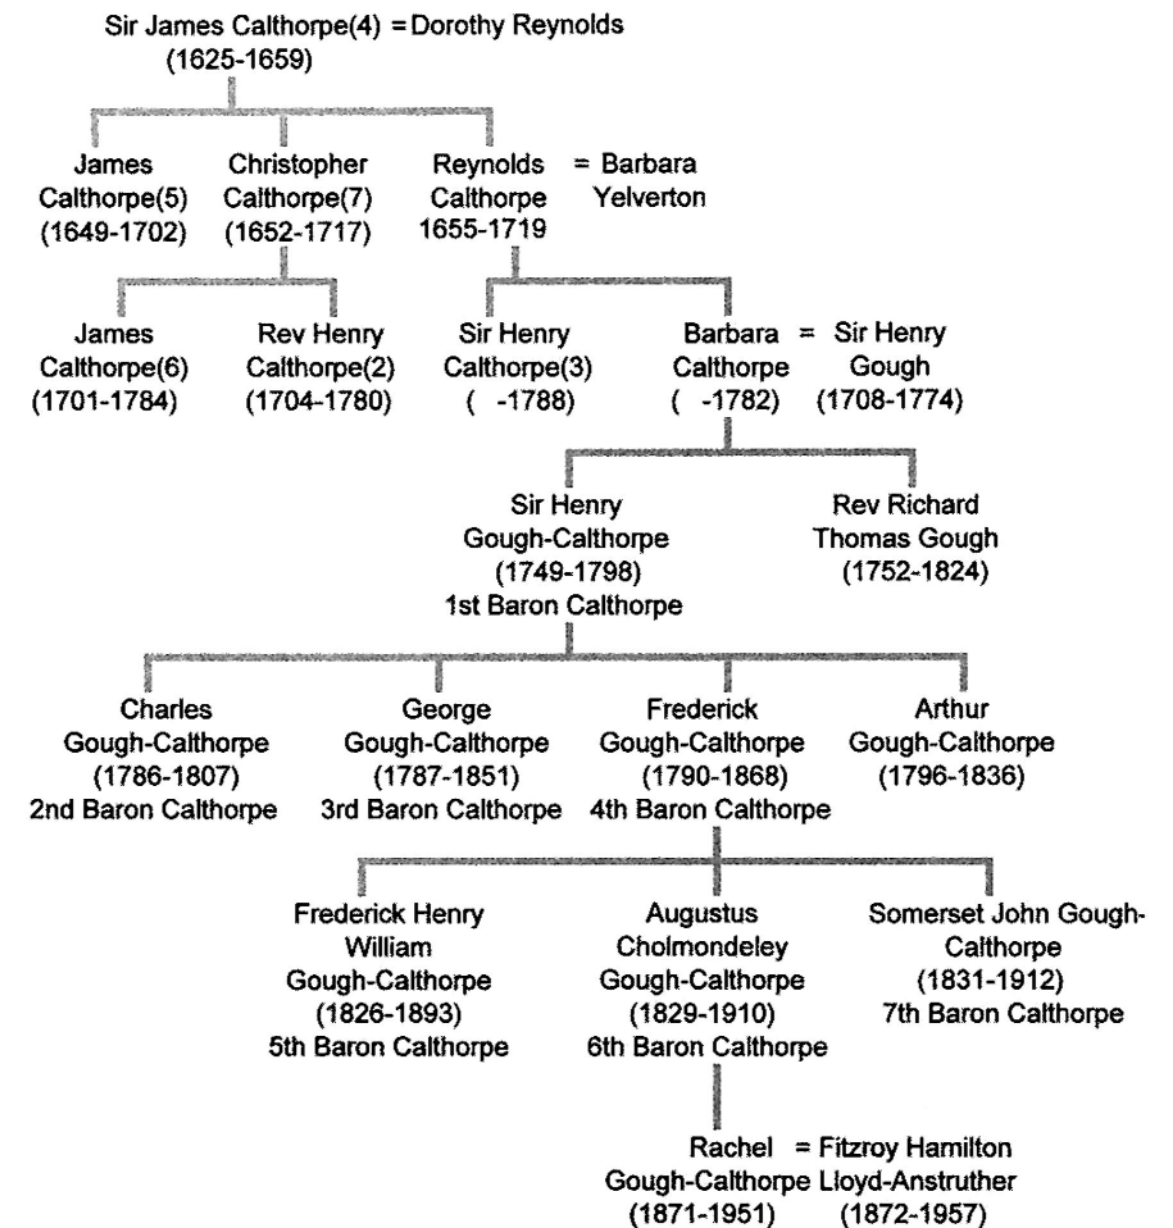 Sir James Calthorpe(4) = Dorothy Reynolds
(1625-1659)
James
Calthorpe(5)
(1649-1702)
Christopher
Calthorpe(7)
(1652-1717)
Reynolds
Calthorpe
1655-1719
= Barbara
Yelverton
James
Calthorpe(6)
(1701-1784)
Rev Henry
Calthorpe(2)
(1704-1780)
Sir Henry
Calthorpe(3)
( -1788)
Barbara
Calthorpe
( -1782)
= Sir Henry
Gough
(1708-1774)
Sir Henry
Gough-Calthorpe
(1749-1798)
1st Baron Calthorpe
Rev Richard
Thomas Gough
(1752-1824)
Charles
Gough-Calthorpe
(1786-1807)
2nd Baron Calthorpe
George
Gough-Calthorpe
(1787-1851)
3rd Baron Calthorpe
Frederick
Gough-Calthorpe
(1790-1868)
4th Baron Calthorpe
Arthur
Gough-Calthorpe
(1796-1836)
Frederick Henry
William
Gough-Calthorpe
(1826-1893)
5th Baron Calthorpe
Augustus
Cholmondeley
Gough-Calthorpe
(1829-1910)
6th Baron Calthorpe
Somerset John Gough-
Calthorpe
(1831-1912)
7th Baron Calthorpe
Rachel
Gough-Calthorpe
(1871-1951)
= Fitzroy Hamilton
Lloyd-Anstruther
(1872-1957)